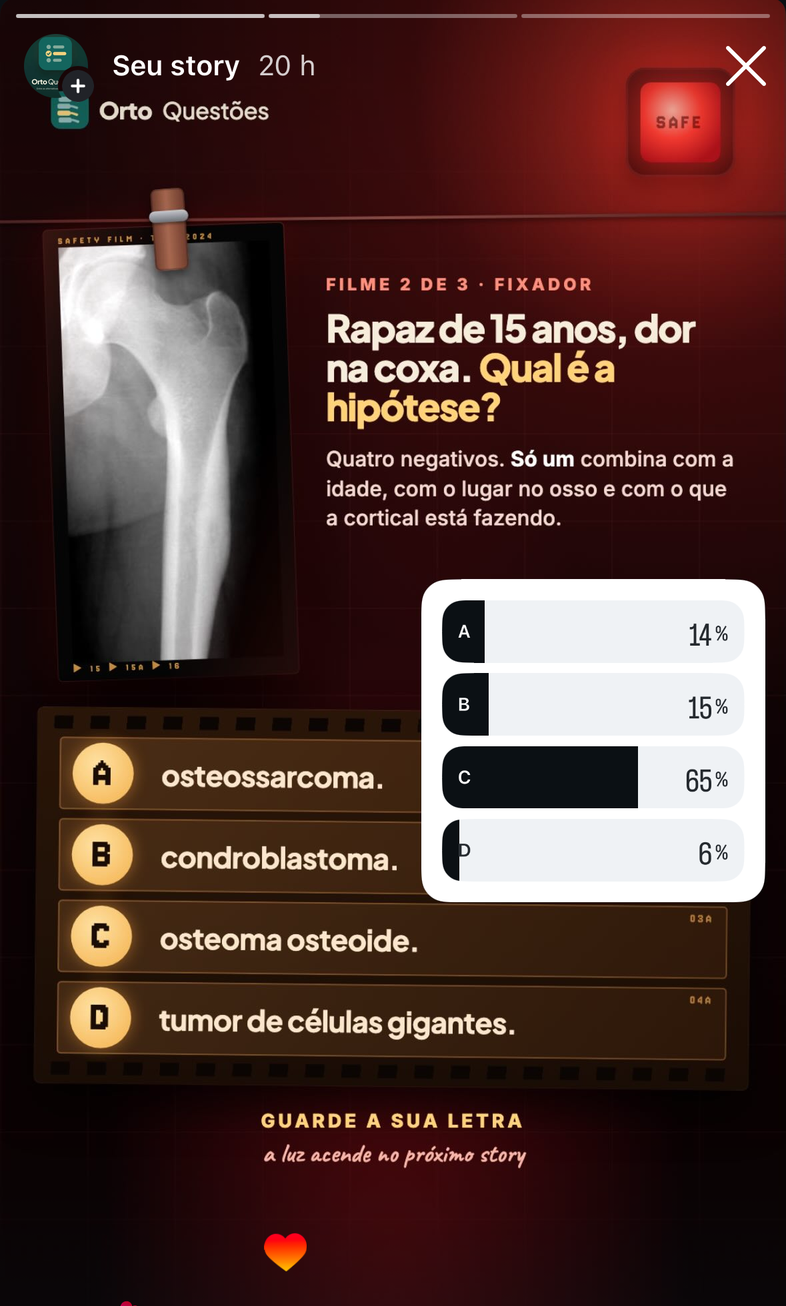 Seu story 20 h
Orto Questões
SAFE
SAFETY FILM · T 2024
FILME 2 DE 3 · FIXADOR
Rapaz de 15 anos, dor
na coxa. Qual é a
hipótese?
Quatro negativos. Só um combina com a
idade, com o lugar no osso e com o que
a cortical está fazendo.
▶ 15 ▶ 15A ▶ 16
A 14%
B 15%
C 65%
D 6%
A osteossarcoma.
B condroblastoma.
03A
C osteoma osteoide.
04A
D tumor de células gigantes.
GUARDE A SUA LETRA
a luz acende no próximo story